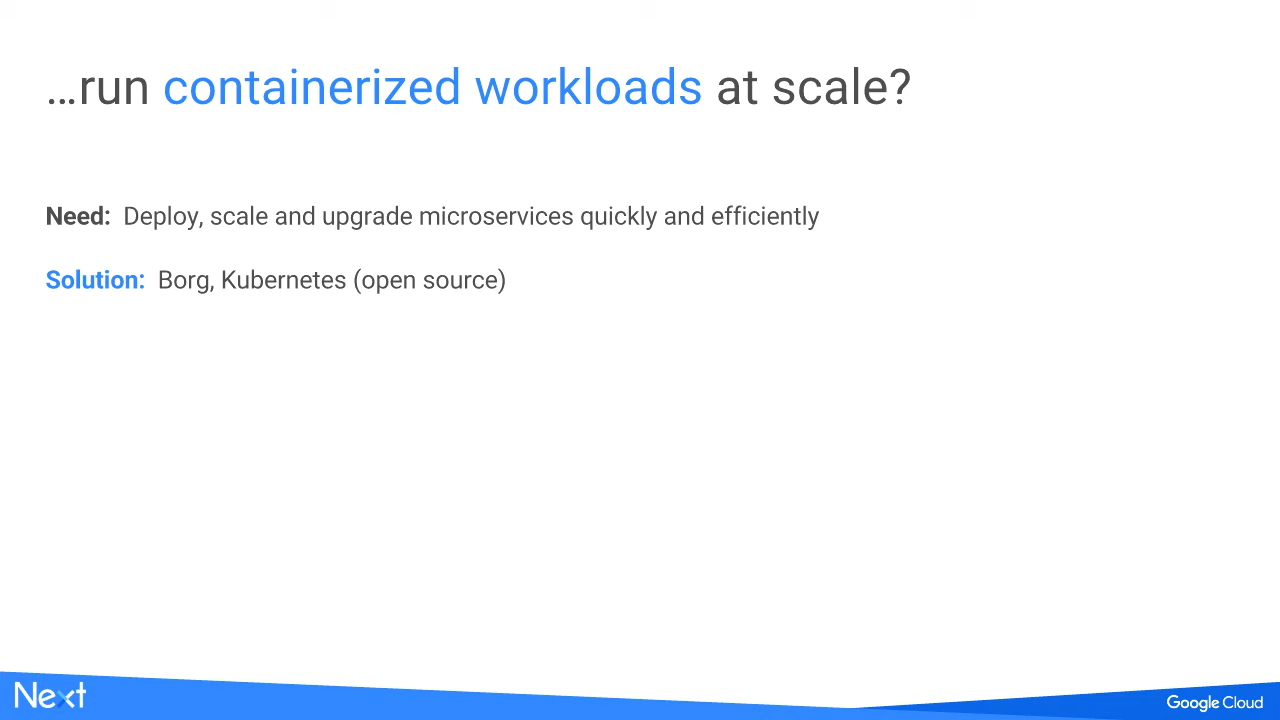 …run containerized workloads at scale?
Need: Deploy, scale and upgrade microservices quickly and efficiently
Solution: Borg, Kubernetes (open source)
Next
Google Cloud